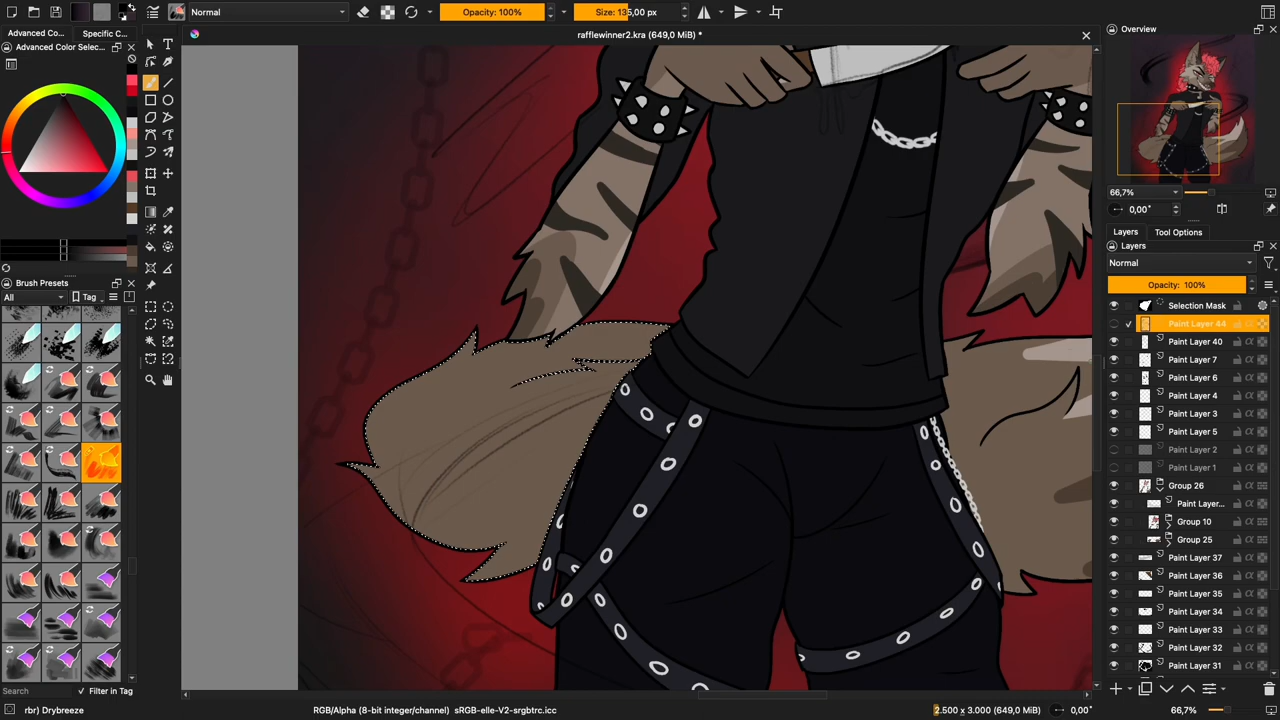 Normal
Opacity: 100%
Size: 135,00 px
Advanced Co...
Specific C...
rafflewinner2.kra (649,0 MiB) *
Overview
Advanced Color Selec...
66,7%
0,00°
Layers
Tool Options
Layers
Normal
Opacity: 100%
Brush Presets
All
Tag
Selection Mask
Paint Layer 44
Paint Layer 40
Paint Layer 7
Paint Layer 6
Paint Layer 4
Paint Layer 3
Paint Layer 5
Paint Layer 2
Paint Layer 1
Group 26
Paint Layer...
Group 10
Group 25
Paint Layer 37
Paint Layer 36
Paint Layer 35
Paint Layer 34
Paint Layer 33
Paint Layer 32
Paint Layer 31
Search
Filter in Tag
rbr) Drybreeze
RGB/Alpha (8-bit integer/channel) sRGB-elle-V2-srgbtrc.icc
2.500 x 3.000 (649,0 MiB)
0,00°
66,7%